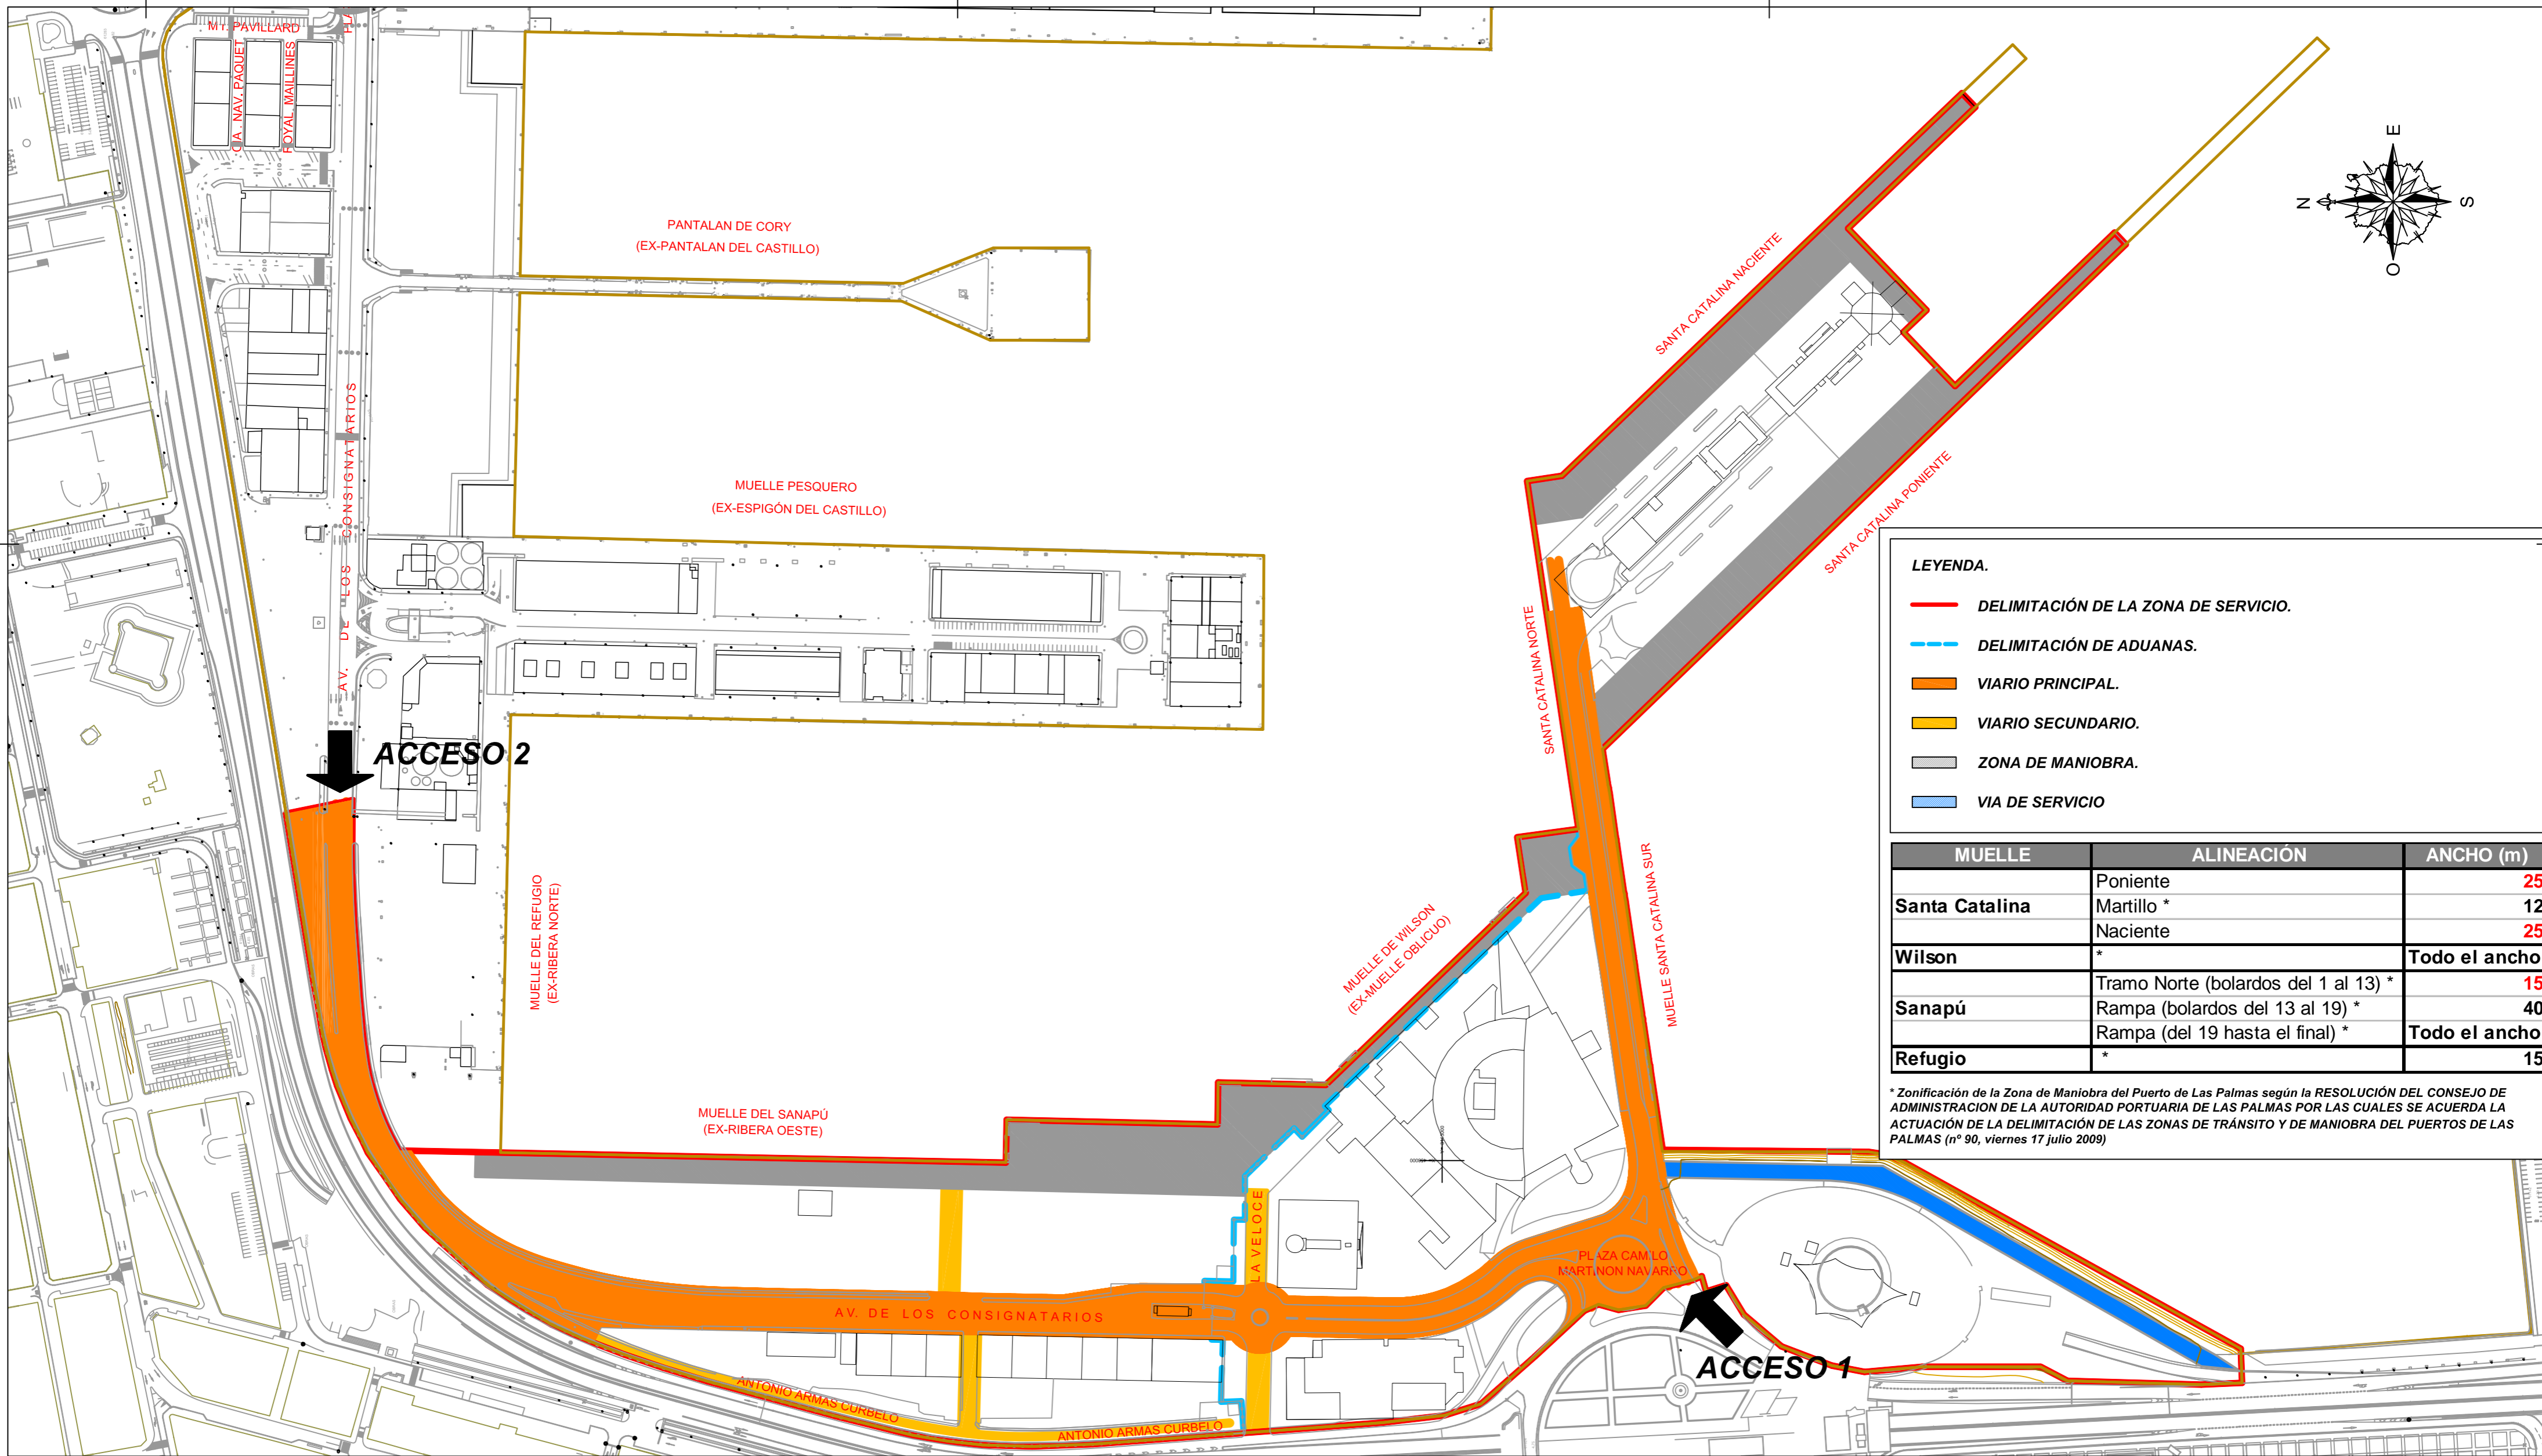 MT. PAVILLARD
CIA. NAV. PAQUET
ROYAL MAILLINES
AV. DE LOS CONSIGNATARIOS
PANTALAN DE CORY
(EX-PANTALAN DEL CASTILLO)
MUELLE PESQUERO
(EX-ESPIGÓN DEL CASTILLO)
SANTA CATALINA NACIENTE
SANTA CATALINA PONIENTE
E
N
S
O
SANTA CATALINA NORTE
MUELLE SANTA CATALINA SUR
ACCESO 2
MUELLE DEL REFUGIO
(EX-RIBERA NORTE)
MUELLE DE WILSON
(EX-MUELLE OBLICUO)
MUELLE DEL SANAPÚ
(EX-RIBERA OESTE)
LA VELOCE
PLAZA CAMILO
MARTINON NAVARRO
AV. DE LOS CONSIGNATARIOS
ANTONIO ARMAS CURBELO
ANTONIO ARMAS CURBELO
ACCESO 1
LEYENDA.
DELIMITACIÓN DE LA ZONA DE SERVICIO.
DELIMITACIÓN DE ADUANAS.
VIARIO PRINCIPAL.
VIARIO SECUNDARIO.
ZONA DE MANIOBRA.
VIA DE SERVICIO
MUELLE ALINEACIÓN ANCHO (m)
Poniente 25
Santa Catalina Martillo * 12
Naciente 25
Wilson * Todo el ancho
Tramo Norte (bolardos del 1 al 13) * 15
Sanapú Rampa (bolardos del 13 al 19) * 40
Rampa (del 19 hasta el final) * Todo el ancho
Refugio * 15
* Zonificación de la Zona de Maniobra del Puerto de Las Palmas según la RESOLUCIÓN DEL CONSEJO DE
ADMINISTRACION DE LA AUTORIDAD PORTUARIA DE LAS PALMAS POR LAS CUALES SE ACUERDA LA
ACTUACIÓN DE LA DELIMITACIÓN DE LAS ZONAS DE TRÁNSITO Y DE MANIOBRA DEL PUERTOS DE LAS
PALMAS (nº 90, viernes 17 julio 2009)